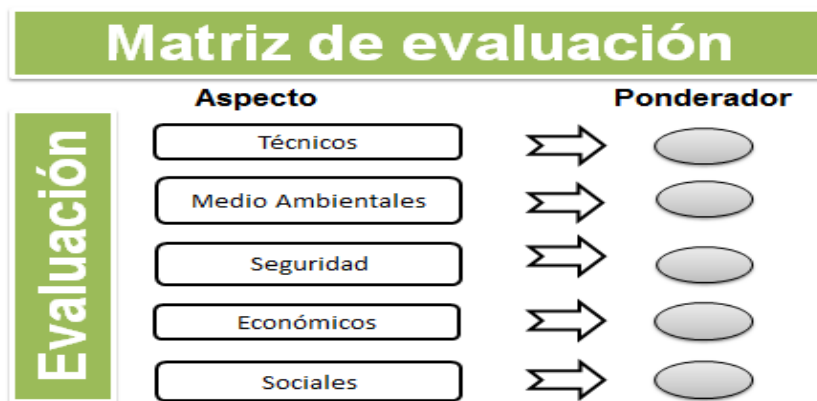 Matriz de evaluación
Aspecto Ponderador
Evaluación
Técnicos
Medio Ambientales
Seguridad
Económicos
Sociales